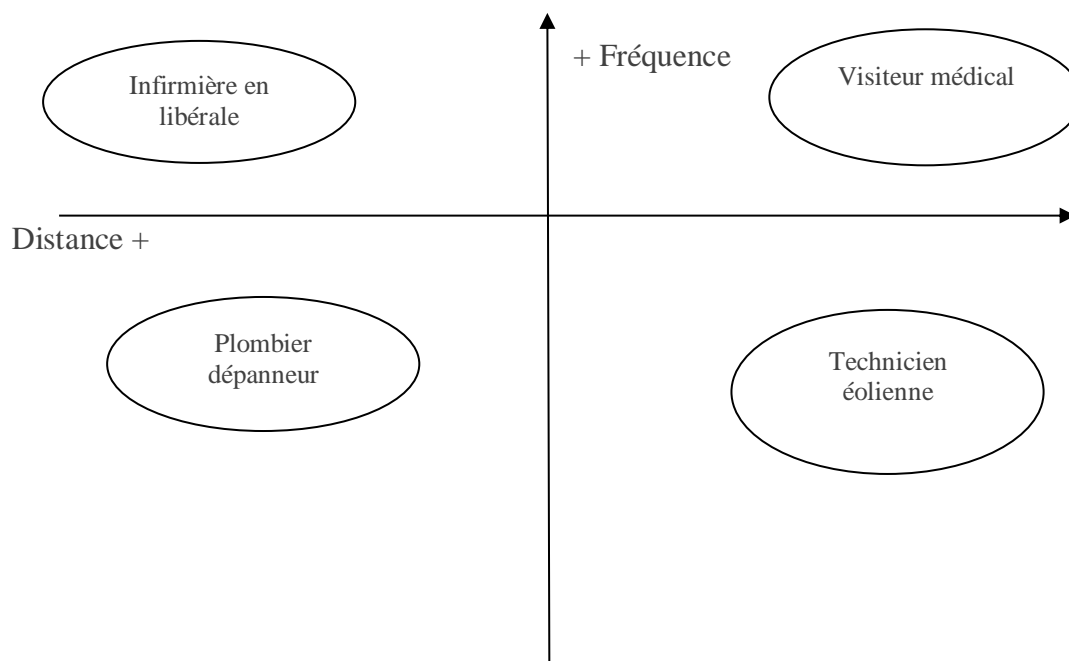 + Fréquence
Infirmière en
libérale
Visiteur médical
Distance +
Plombier
dépanneur
Technicien
éolienne